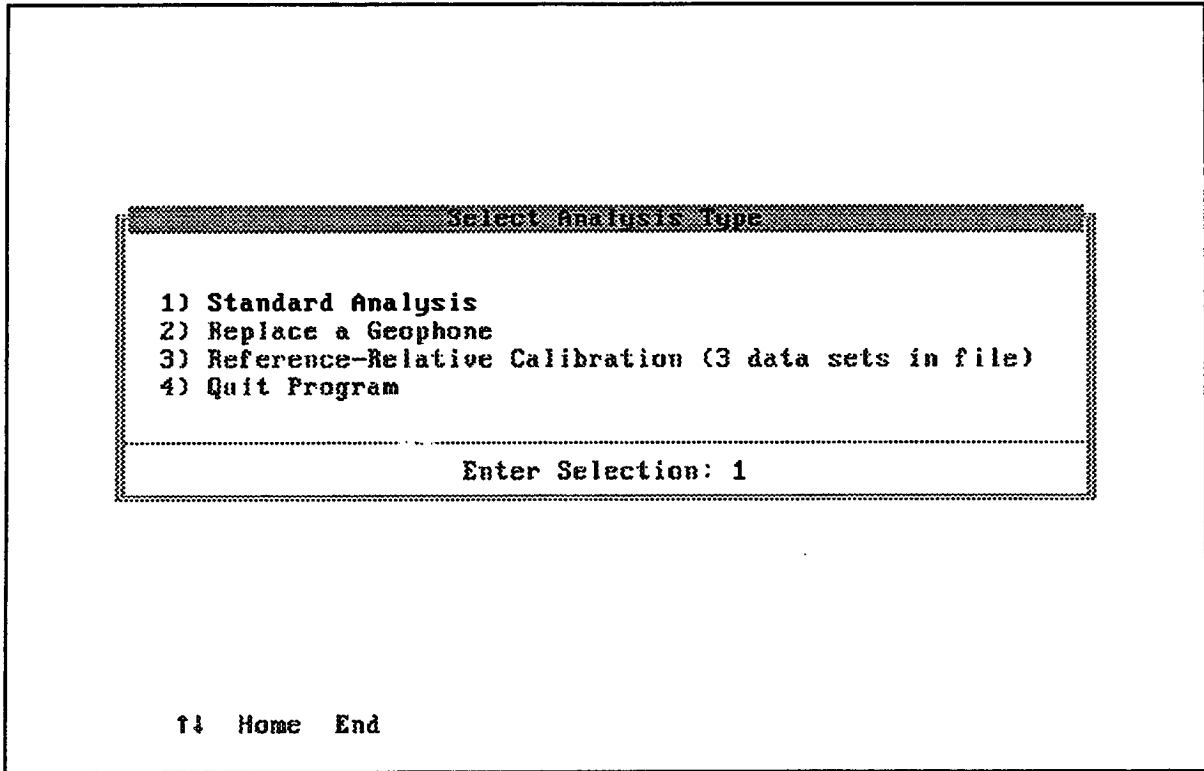 Select Analysis Type
1) Standard Analysis
2) Replace a Geophone
3) Reference-Relative Calibration (3 data sets in file)
4) Quit Program
Enter Selection: 1
↑↓ Home End